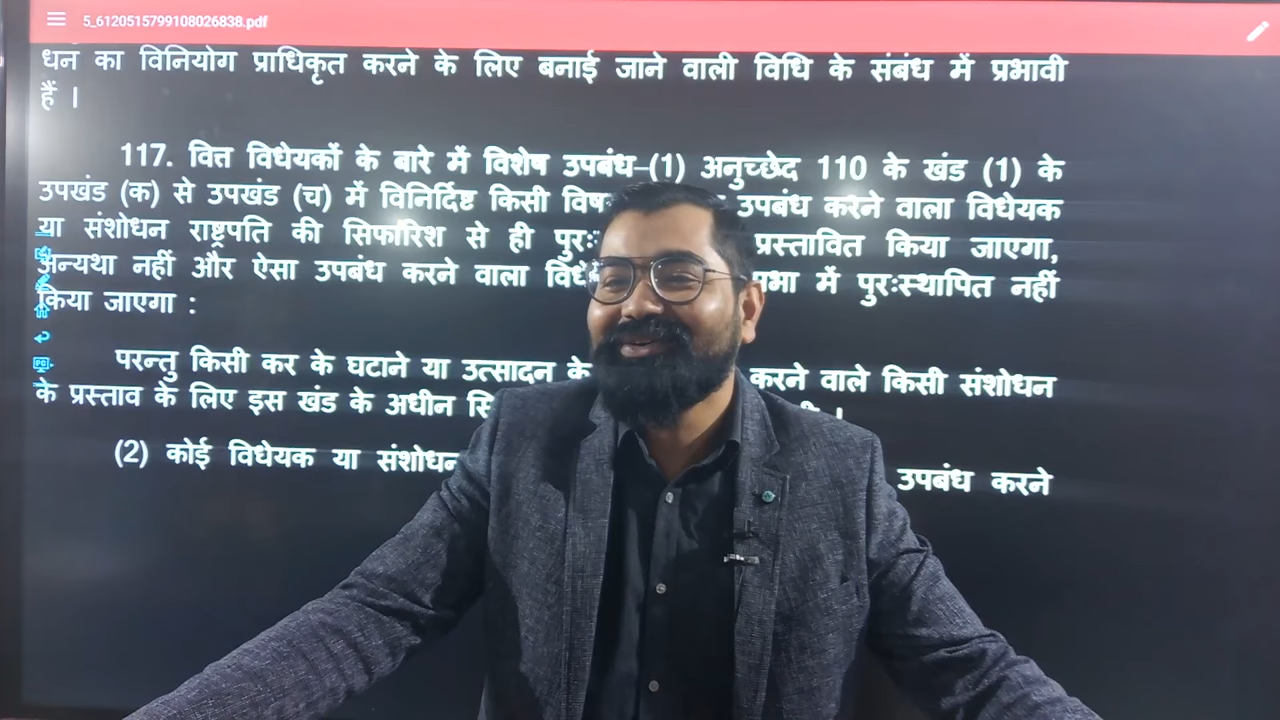 5_6120515799108026838.pdf
धन का विनियोग प्राधिकृत करने के लिए बनाई जाने वाली विधि के संबंध में प्रभावी
हैं ।
117. वित्त विधेयकों के बारे में विशेष उपबंध–(1) अनुच्छेद 110 के खंड (1) के
उपखंड (क) से उपखंड (च) में विनिर्दिष्ट किसी उपबंध करने वाला विधेयक
या संशोधन राष्ट्रपति की सिफारिश से ही प्रस्तावित किया जाएगा,
अन्यथा नहीं और ऐसा उपबंध करने वाला में पुरःस्थापित नहीं
किया जाएगा :
परन्तु किसी कर के घटाने या उत्सादन के करने वाले किसी संशोधन
के प्रस्ताव के लिए इस खंड के अधीन
(2) कोई विधेयक या संशोधन उपबंध करने